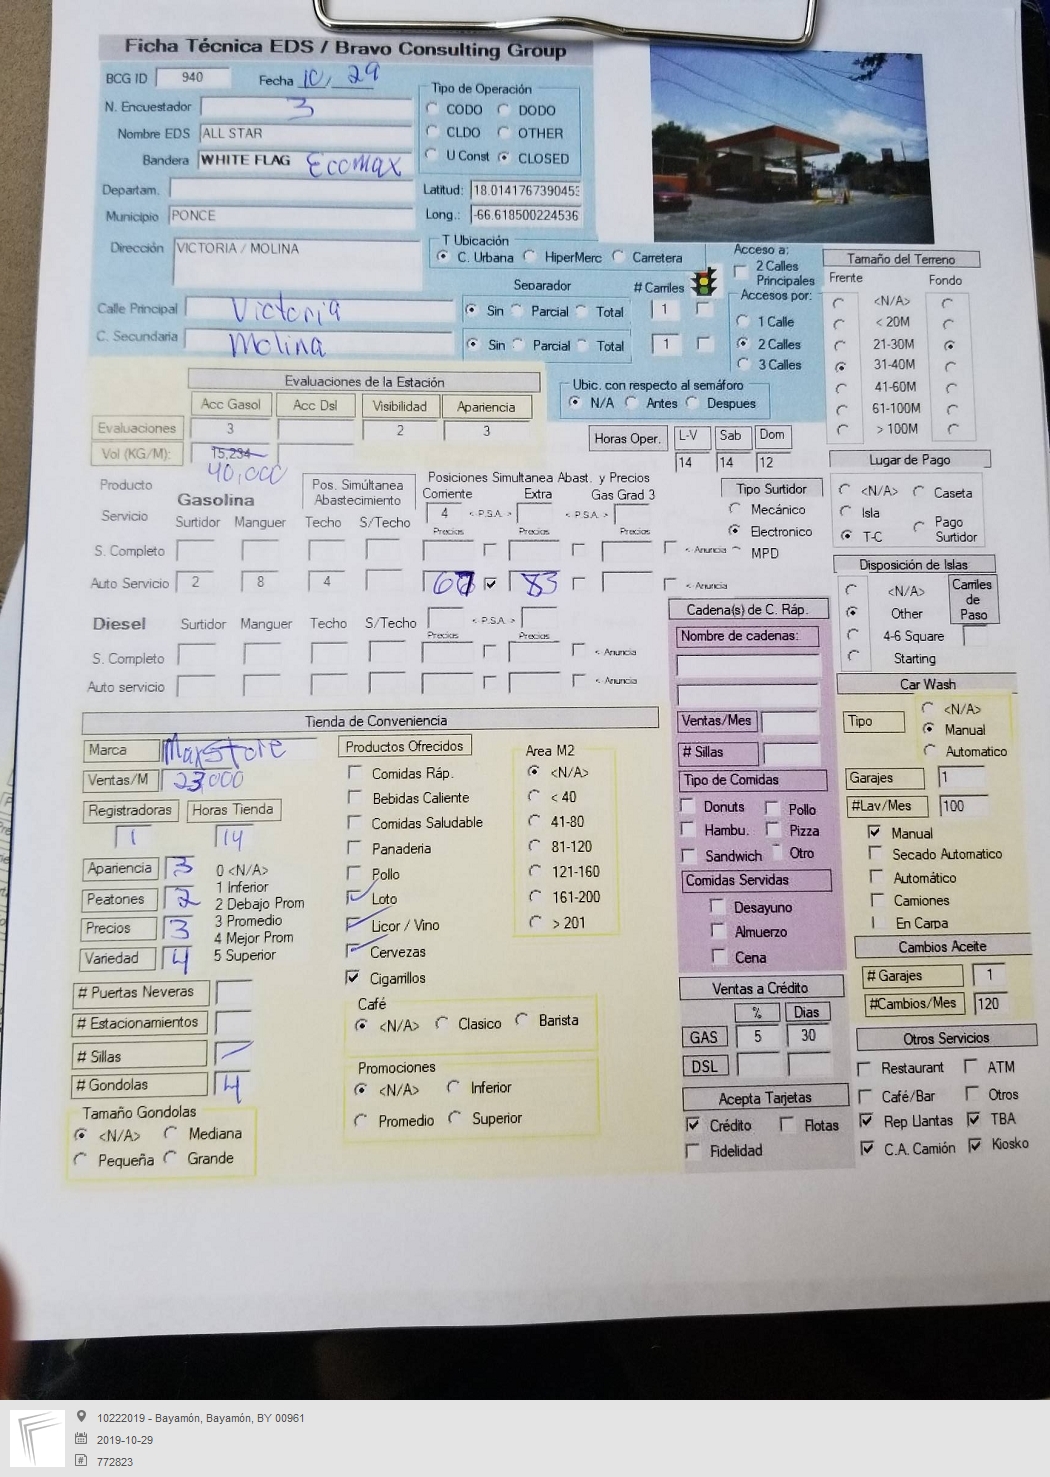 Ficha Técnica EDS / Bravo Consulting Group
BCG ID 940 Fecha 10, 29
N. Encuestador 3
Nombre EDS ALL STAR
Bandera WHITE FLAG Ecomax
Departam.
Municipio PONCE
Dirección VICTORIA / MOLINA
Tipo de Operación
CODO DODO
CLDO OTHER
U Const CLOSED
Latitud: 18.0141767390453
Long.: -66.618500224536
T Ubicación
C. Urbana HiperMerc Carretera
Separador # Carriles
Calle Principal Victoria Sin Parcial Total 1
C. Secundaria Molina Sin Parcial Total 1
Acceso a:
2 Calles Principales
Accesos por:
1 Calle
2 Calles
3 Calles
Ubic. con respecto al semáforo
N/A Antes Despues
Tamaño del Terreno
Frente Fondo
<N/A>
< 20M
21-30M
31-40M
41-60M
61-100M
> 100M
Evaluaciones de la Estación
Acc Gasol Acc Dsl Visibilidad Apariencia
Evaluaciones 3 2 3
Vol (KG/M): 15,234
40,000
Horas Oper. L-V Sab Dom
14 14 12
Lugar de Pago
<N/A> Caseta
Isla
T-C Pago Surtidor
Producto Gasolina
Servicio Surtidor Manguer
Pos. Simúltanea Abastecimiento
Techo S/Techo
Posiciones Simultanea Abast. y Precios
Corriente Extra Gas Grad 3
4 < P.S.A. > < P.S.A. >
Precios Precios Precios
S. Completo < Anuncia
Auto Servicio 2 8 4 67 83 < Anuncia
Tipo Surtidor
Mecánico
Electronico
MPD
Disposición de Islas
<N/A>
Other
4-6 Square
Starting
Carriles de Paso
Diesel Surtidor Manguer Techo S/Techo < P.S.A. >
Precios Precios
S. Completo < Anuncia
Auto servicio < Anuncia
Cadena(s) de C. Ráp.
Nombre de cadenas:
Ventas/Mes
# Sillas
Tipo de Comidas
Donuts Pollo
Hambu. Pizza
Sandwich Otro
Comidas Servidas
Desayuno
Almuerzo
Cena
Car Wash
Tipo
<N/A>
Manual
Automatico
Garajes 1
#Lav/Mes 100
Manual
Secado Automatico
Automático
Camiones
En Carpa
Cambios Aceite
# Garajes 1
#Cambios/Mes 120
Tienda de Conveniencia
Marca Maxstore
Ventas/M 23,000
Registradoras Horas Tienda
1 14
Apariencia 3
Peatones 2
Precios 3
Variedad 4
0 <N/A>
1 Inferior
2 Debajo Prom
3 Promedio
4 Mejor Prom
5 Superior
# Puertas Neveras
# Estacionamientos
# Sillas
# Gondolas 4
Tamaño Gondolas
<N/A> Mediana
Pequeña Grande
Productos Ofrecidos
Comidas Ráp.
Bebidas Caliente
Comidas Saludable
Panaderia
Pollo
Loto
Licor / Vino
Cervezas
Cigarrillos
Area M2
<N/A>
< 40
41-80
81-120
121-160
161-200
> 201
Café
<N/A> Clasico Barista
Promociones
<N/A> Inferior
Promedio Superior
Ventas a Crédito
% Dias
GAS 5 30
DSL
Acepta Tarjetas
Crédito Flotas
Fidelidad
Otros Servicios
Restaurant ATM
Café/Bar Otros
Rep Llantas TBA
C.A. Camión Kiosko
10222019 - Bayamón, Bayamón, BY 00961
2019-10-29
772823